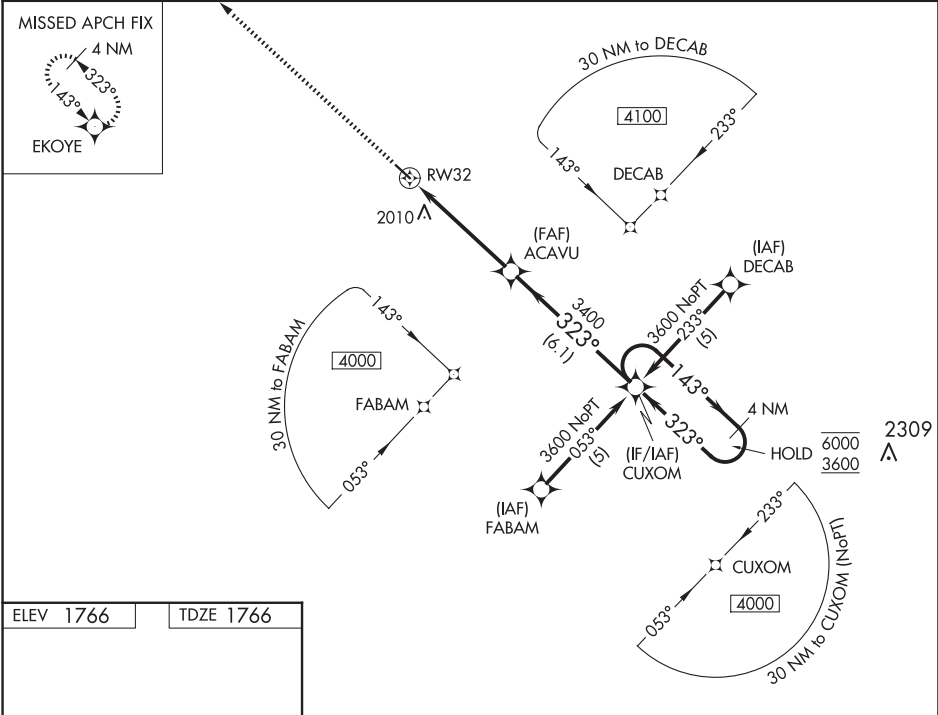 MISSED APCH FIX
4 NM
323°
143°
EKOYE
30 NM to DECAB
4100
143°
233°
DECAB
RW32
2010
(FAF)
ACAVU
(IAF)
DECAB
3400
323°
(6.1)
3600 NoPT
233°
(5)
30 NM to FABAM
143°
4000
FABAM
053°
3600 NoPT
053°
(5)
(IAF)
FABAM
143°
323°
4 NM
(IF/IAF)
CUXOM
HOLD
6000
3600
2309
233°
CUXOM
4000
053°
30 NM to CUXOM (NoPT)
ELEV 1766
TDZE 1766